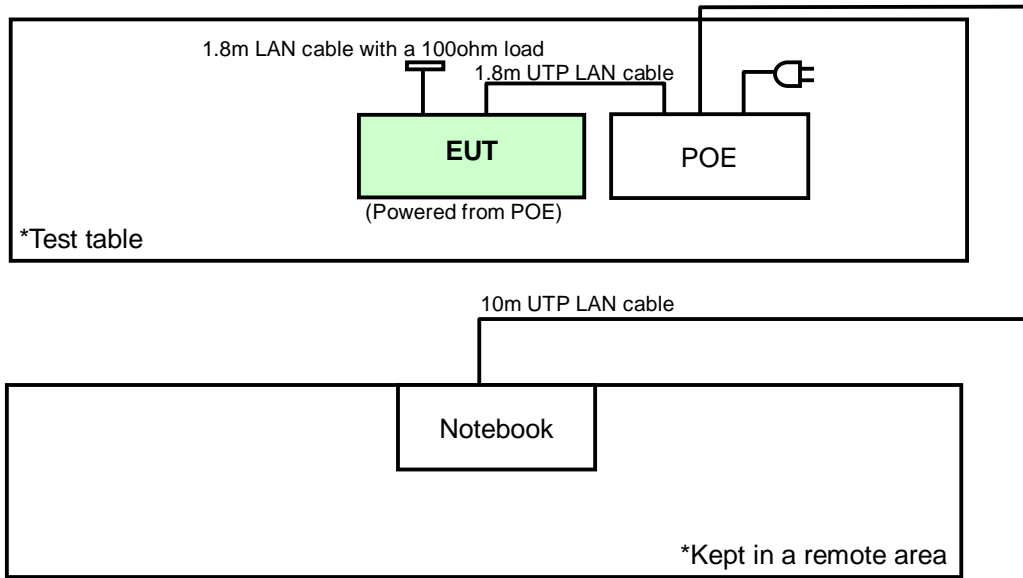 1.8m LAN cable with a 100ohm load
1.8m UTP LAN cable
EUT
POE
(Powered from POE)
*Test table
10m UTP LAN cable
Notebook
*Kept in a remote area